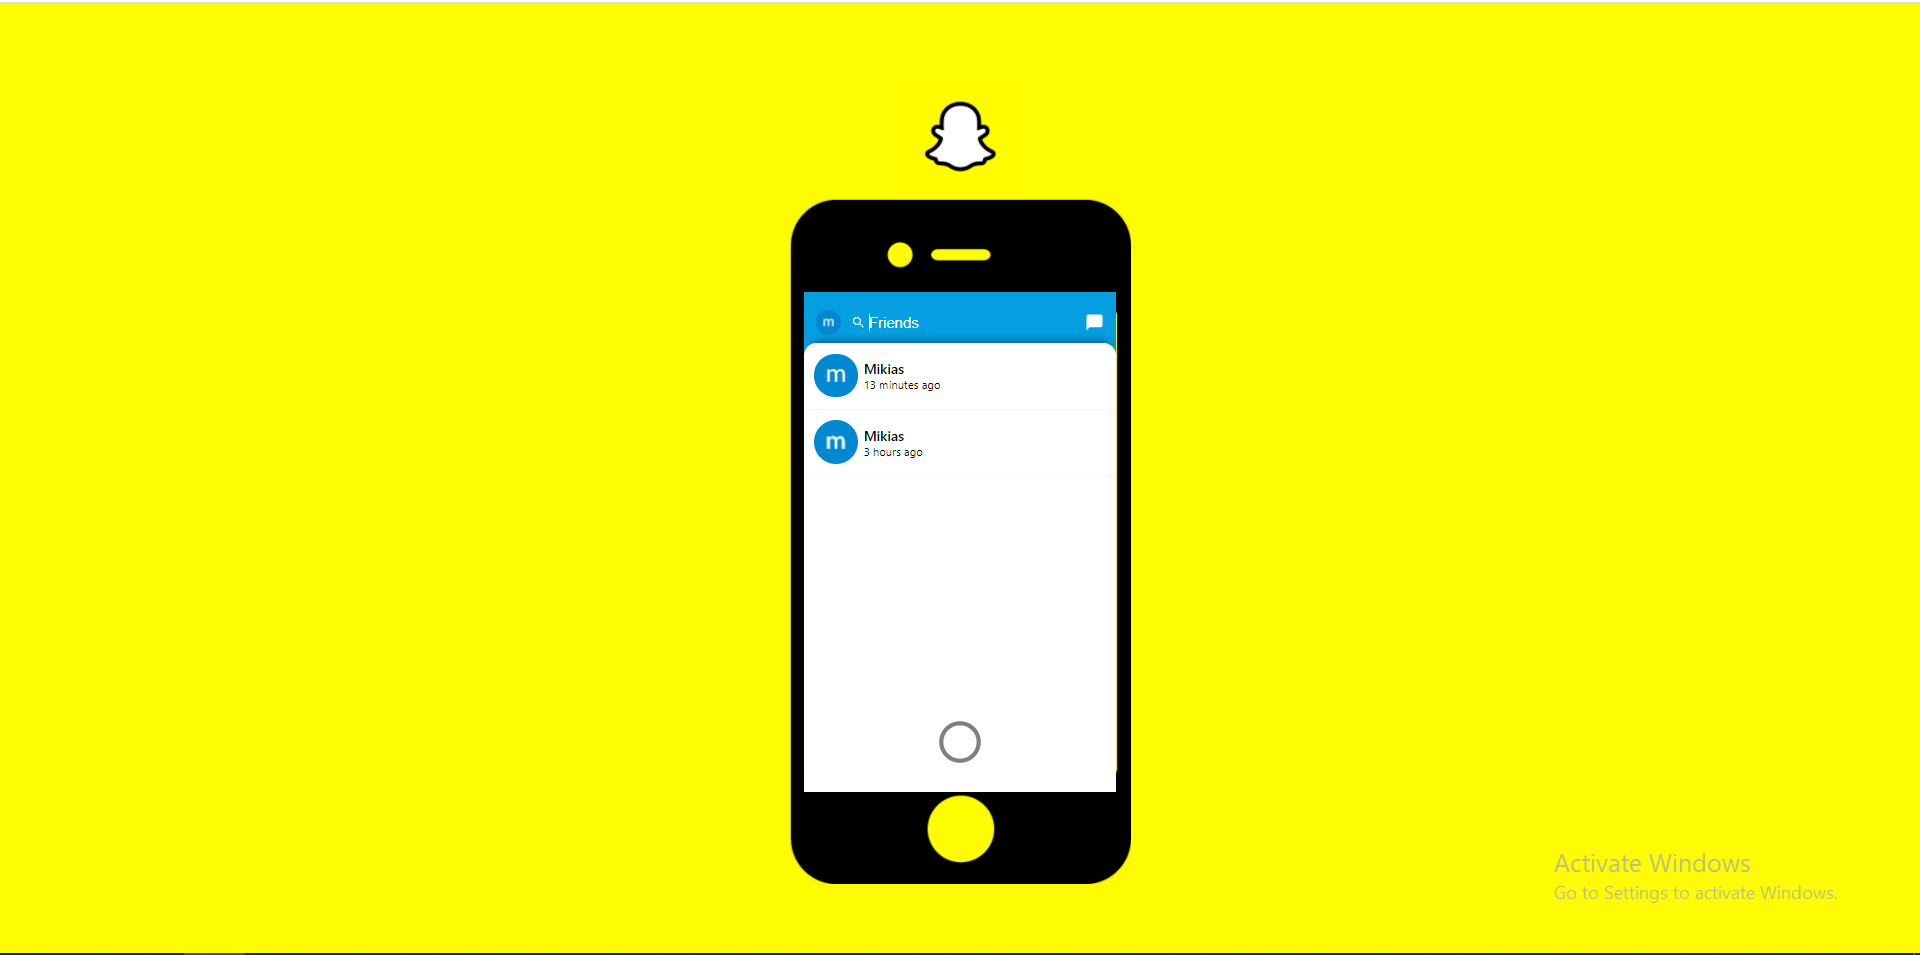 m
Friends
m
Mikias
13 minutes ago
m
Mikias
3 hours ago
Activate Windows
Go to Settings to activate Windows.